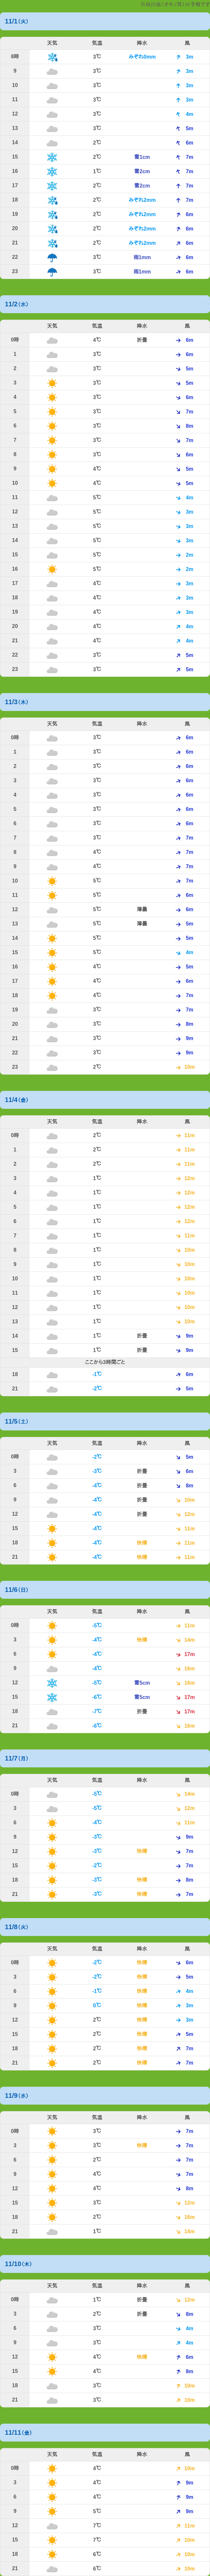 11/1(火)
天気 気温 降水 風
8時 3℃ みぞれ0mm 3m
9 3℃ 3m
10 3℃ 3m
11 3℃ 3m
12 3℃ 4m
13 3℃ 5m
14 2℃ 6m
15 2℃ 雪1cm 7m
16 1℃ 雪2cm 7m
17 2℃ 雪2cm 7m
18 2℃ みぞれ2mm 7m
19 2℃ みぞれ2mm 6m
20 2℃ みぞれ2mm 6m
21 2℃ みぞれ2mm 6m
22 3℃ 雨1mm 6m
23 3℃ 雨1mm 6m
11/2(水)
天気 気温 降水 風
0時 4℃ 折曇 6m
1 3℃ 6m
2 3℃ 5m
3 3℃ 5m
4 3℃ 6m
5 3℃ 7m
6 3℃ 8m
7 3℃ 7m
8 3℃ 6m
9 4℃ 5m
10 4℃ 5m
11 5℃ 4m
12 5℃ 3m
13 5℃ 3m
14 5℃ 3m
15 5℃ 2m
16 5℃ 2m
17 4℃ 3m
18 4℃ 3m
19 4℃ 3m
20 4℃ 4m
21 4℃ 4m
22 3℃ 5m
23 3℃ 5m
11/3(木)
天気 気温 降水 風
0時 3℃ 6m
1 3℃ 6m
2 3℃ 6m
3 3℃ 6m
4 3℃ 6m
5 3℃ 6m
6 3℃ 6m
7 3℃ 7m
8 4℃ 7m
9 4℃ 7m
10 5℃ 7m
11 5℃ 6m
12 5℃ 薄曇 6m
13 5℃ 薄曇 5m
14 5℃ 5m
15 5℃ 4m
16 4℃ 5m
17 4℃ 6m
18 4℃ 7m
19 3℃ 7m
20 3℃ 8m
21 3℃ 9m
22 3℃ 9m
23 2℃ 10m
11/4(金)
天気 気温 降水 風
0時 2℃ 11m
1 2℃ 11m
2 2℃ 11m
3 1℃ 12m
4 1℃ 12m
5 1℃ 12m
6 1℃ 12m
7 1℃ 11m
8 1℃ 10m
9 1℃ 10m
10 1℃ 10m
11 1℃ 10m
12 1℃ 10m
13 1℃ 10m
14 1℃ 折曇 9m
15 1℃ 折曇 9m
ここから3時間ごと
18 -1℃ 6m
21 -2℃ 5m
11/5(土)
天気 気温 降水 風
0時 -2℃ 5m
3 -3℃ 折曇 6m
6 -4℃ 折曇 8m
9 -4℃ 折曇 10m
12 -4℃ 折曇 12m
15 -4℃ 11m
18 -4℃ 快晴 11m
21 -4℃ 快晴 11m
11/6(日)
天気 気温 降水 風
0時 -5℃ 11m
3 -4℃ 快晴 14m
6 -4℃ 17m
9 -4℃ 16m
12 -5℃ 雪5cm 16m
15 -6℃ 雪5cm 17m
18 -7℃ 折曇 17m
21 -6℃ 16m
11/7(月)
天気 気温 降水 風
0時 -5℃ 14m
3 -5℃ 12m
6 -4℃ 11m
9 -3℃ 9m
12 -3℃ 快晴 7m
15 -2℃ 7m
18 -3℃ 快晴 8m
21 -3℃ 快晴 7m
11/8(火)
天気 気温 降水 風
0時 -2℃ 快晴 6m
3 -2℃ 快晴 5m
6 -1℃ 快晴 4m
9 0℃ 快晴 3m
12 2℃ 快晴 3m
15 2℃ 快晴 5m
18 2℃ 快晴 7m
21 2℃ 快晴 7m
11/9(水)
天気 気温 降水 風
0時 3℃ 7m
3 3℃ 快晴 7m
6 2℃ 7m
9 4℃ 7m
12 4℃ 8m
15 3℃ 12m
18 2℃ 16m
21 1℃ 14m
11/10(木)
天気 気温 降水 風
0時 1℃ 折曇 12m
3 2℃ 折曇 8m
6 3℃ 4m
9 3℃ 4m
12 4℃ 快晴 6m
15 4℃ 8m
18 3℃ 10m
21 3℃ 10m
11/11(金)
天気 気温 降水 風
0時 4℃ 10m
3 4℃ 9m
6 4℃ 9m
9 5℃ 9m
12 7℃ 11m
15 7℃ 10m
18 6℃ 10m
21 6℃ 10m